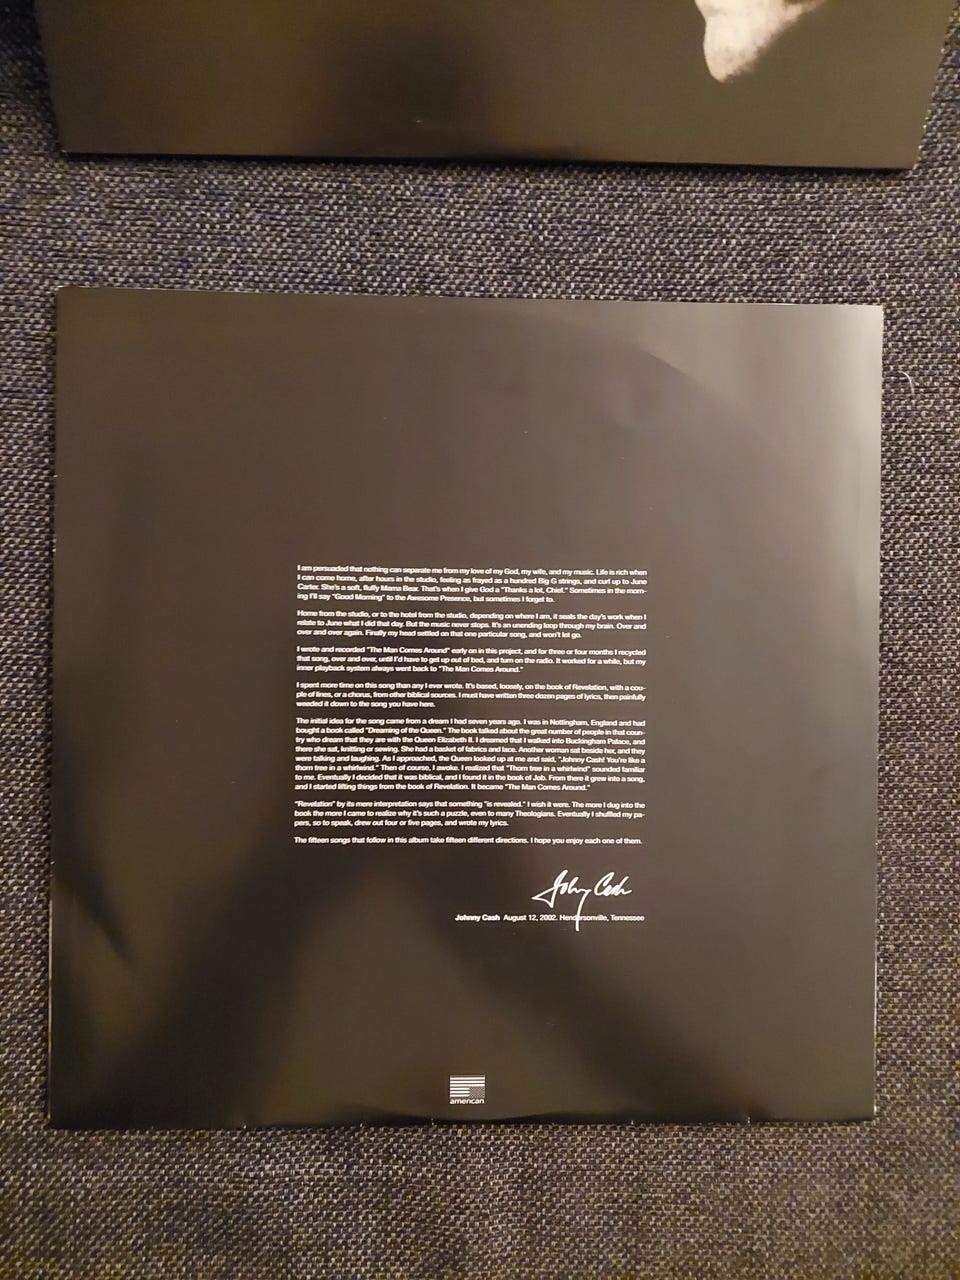 I am persuaded that nothing can separate me from my love of my God, my wife, and my music. Life is rich when
I can come home, after hours in the studio, feeling as frayed as a hundred Big G strings, and curl up to June
Carter. She's a soft, fluffy Mama Bear. That's when I give God a "Thanks a lot, Chief." Sometimes in the morn-
ing I'll say "Good Morning" to the Awesome Presence, but sometimes I forget to.
Home from the studio, or to the hotel from the studio, depending on where I am, it seals the day's work when I
relate to June what I did that day. But the music never stops. It's an unending loop through my brain. Over and
over and over again. Finally my head settled on that one particular song, and won't let go.
I wrote and recorded "The Man Comes Around" early on in this project, and for three or four months I recycled
that song, over and over, until I'd have to get up out of bed, and turn on the radio. It worked for a while, but my
inner playback system always went back to "The Man Comes Around."
I spent more time on this song than any I ever wrote. It's based, loosely, on the book of Revelation, with a cou-
ple of lines, or a chorus, from other biblical sources. I must have written three dozen pages of lyrics, then painfully
weeded it down to the song you have here.
The initial idea for the song came from a dream I had seven years ago. I was in Nottingham, England and had
bought a book called "Dreaming of the Queen." The book talked about the great number of people in that coun-
try who dream that they are with the Queen Elizabeth II. I dreamed that I walked into Buckingham Palace, and
there she sat, knitting or sewing. She had a basket of fabrics and lace. Another woman sat beside her, and they
were talking and laughing. As I approached, the Queen looked up at me and said, "Johnny Cash! You're like a
thorn tree in a whirlwind." Then of course, I awoke. I realized that "Thorn tree in a whirlwind" sounded familiar
to me. Eventually I decided that it was biblical, and I found it in the book of Job. From there it grew into a song,
and I started lifting things from the book of Revelation. It became "The Man Comes Around."
"Revelation" by its mere interpretation says that something "is revealed." I wish it were. The more I dug into the
book the more I came to realize why it's such a puzzle, even to many Theologians. Eventually I shuffled my pa-
pers, so to speak, drew out four or five pages, and wrote my lyrics.
The fifteen songs that follow in this album take fifteen different directions. I hope you enjoy each one of them.
Johnny Cash
Johnny Cash August 12, 2002. Hendersonville, Tennessee
american